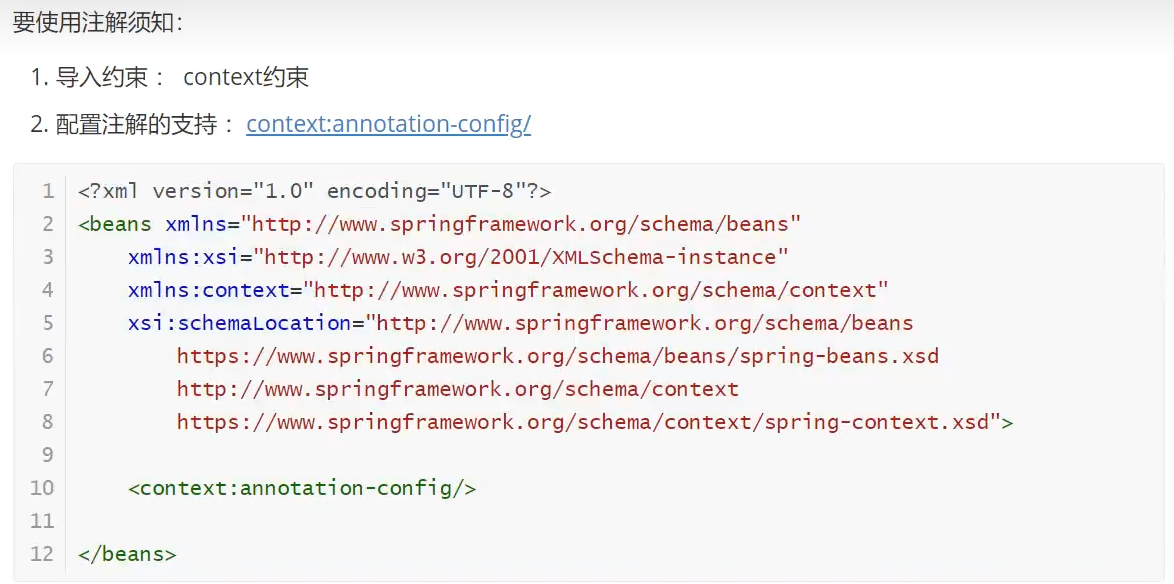 要使用注解须知：
1. 导入约束 ： context约束
2. 配置注解的支持 ： context:annotation-config/
1 <?xml version="1.0" encoding="UTF-8"?>
2 <beans xmlns="http://www.springframework.org/schema/beans"
3     xmlns:xsi="http://www.w3.org/2001/XMLSchema-instance"
4     xmlns:context="http://www.springframework.org/schema/context"
5     xsi:schemaLocation="http://www.springframework.org/schema/beans
6         https://www.springframework.org/schema/beans/spring-beans.xsd
7         http://www.springframework.org/schema/context
8         https://www.springframework.org/schema/context/spring-context.xsd">
9
10     <context:annotation-config/>
11
12 </beans>